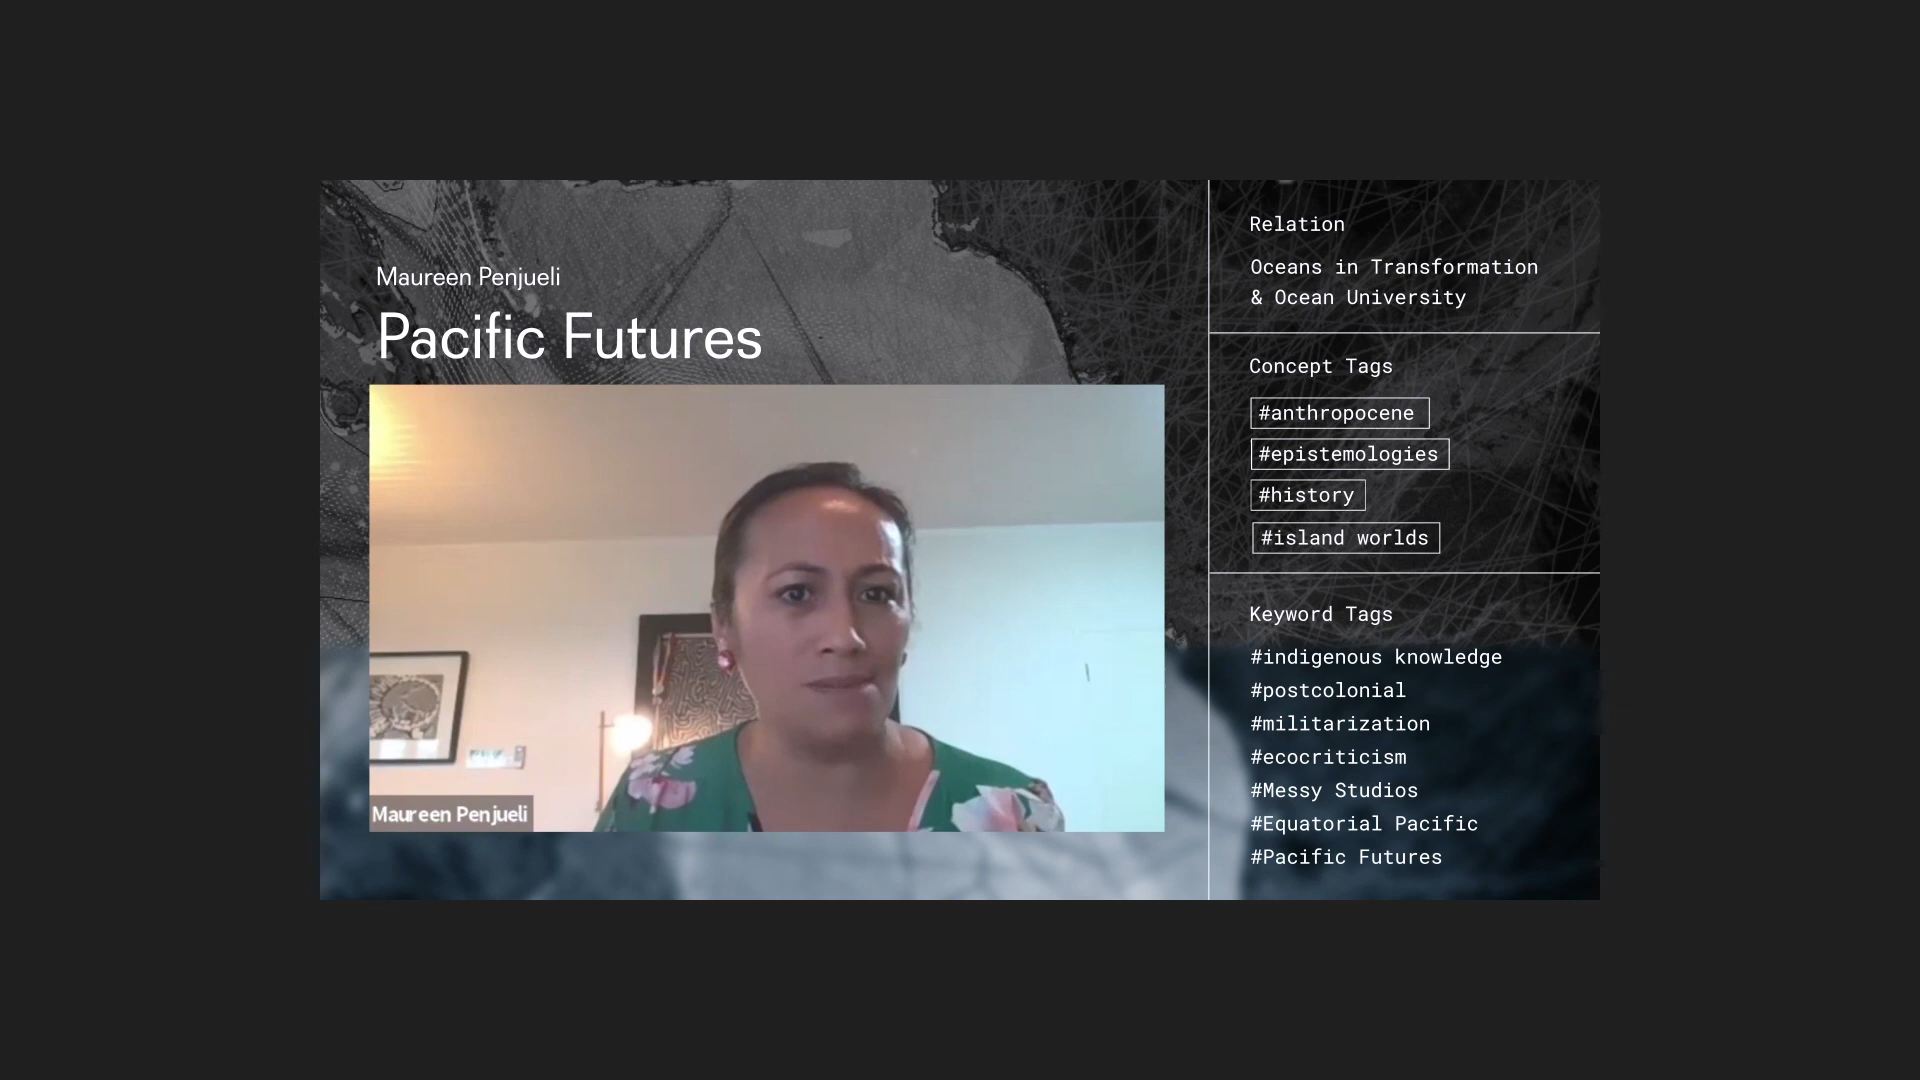 Maureen Penjueli
Pacific Futures
Maureen Penjueli
Relation
Oceans in Transformation
& Ocean University
Concept Tags
#anthropocene
#epistemologies
#history
#island worlds
Keyword Tags
#indigenous knowledge
#postcolonial
#militarization
#ecocriticism
#Messy Studios
#Equatorial Pacific
#Pacific Futures